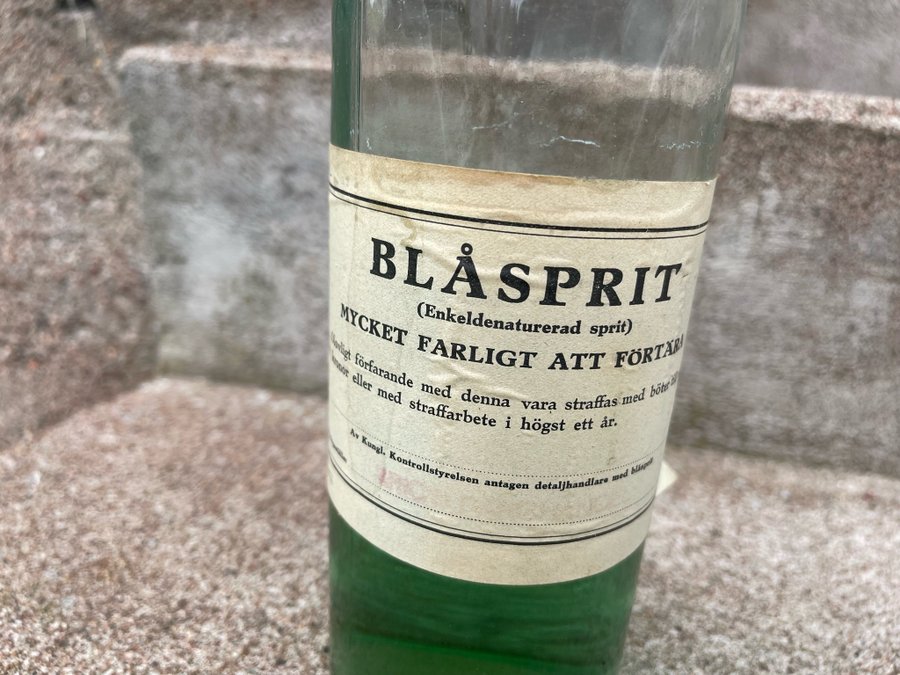 BLÅSPRIT
(Enkeldenaturerad sprit)
MYCKET FARLIGT ATT FÖRTÄRA
förfarande med denna vara straffas med böter
eller med straffarbete i högst ett år.
Av Kungl. Kontrollstyrelsen antagen detaljhandlare med blåsprit